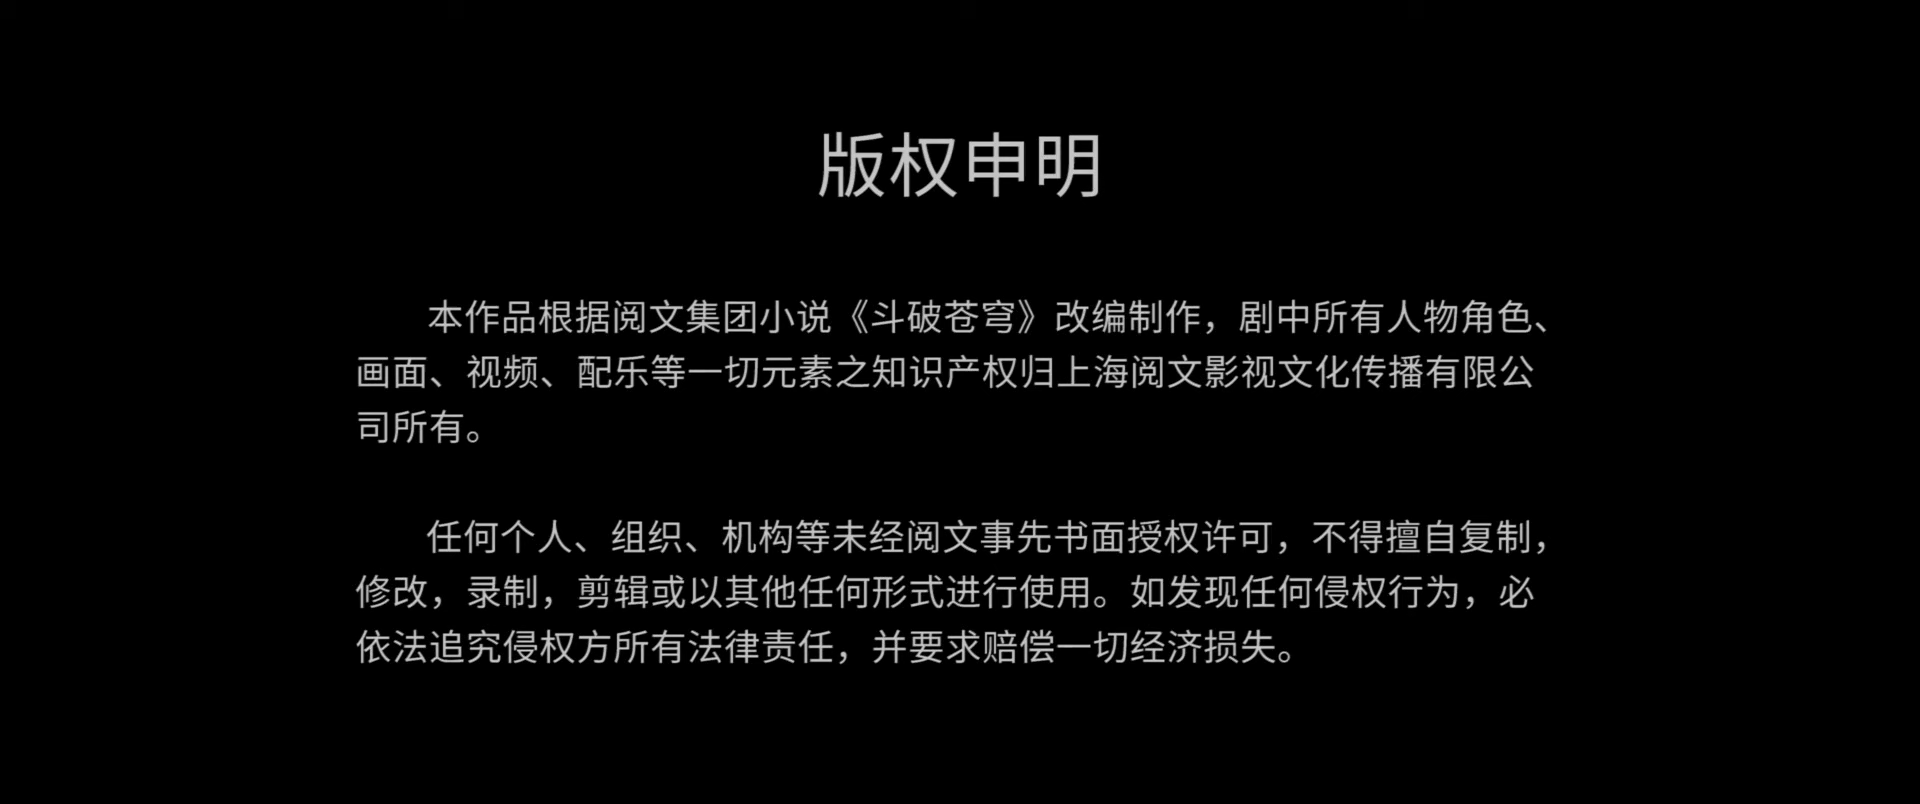 版权申明
本作品根据阅文集团小说《斗破苍穹》改编制作，剧中所有人物角色、
画面、视频、配乐等一切元素之知识产权归上海阅文影视文化传播有限公
司所有。
任何个人、组织、机构等未经阅文事先书面授权许可，不得擅自复制，
修改，录制，剪辑或以其他任何形式进行使用。如发现任何侵权行为，必
依法追究侵权方所有法律责任，并要求赔偿一切经济损失。